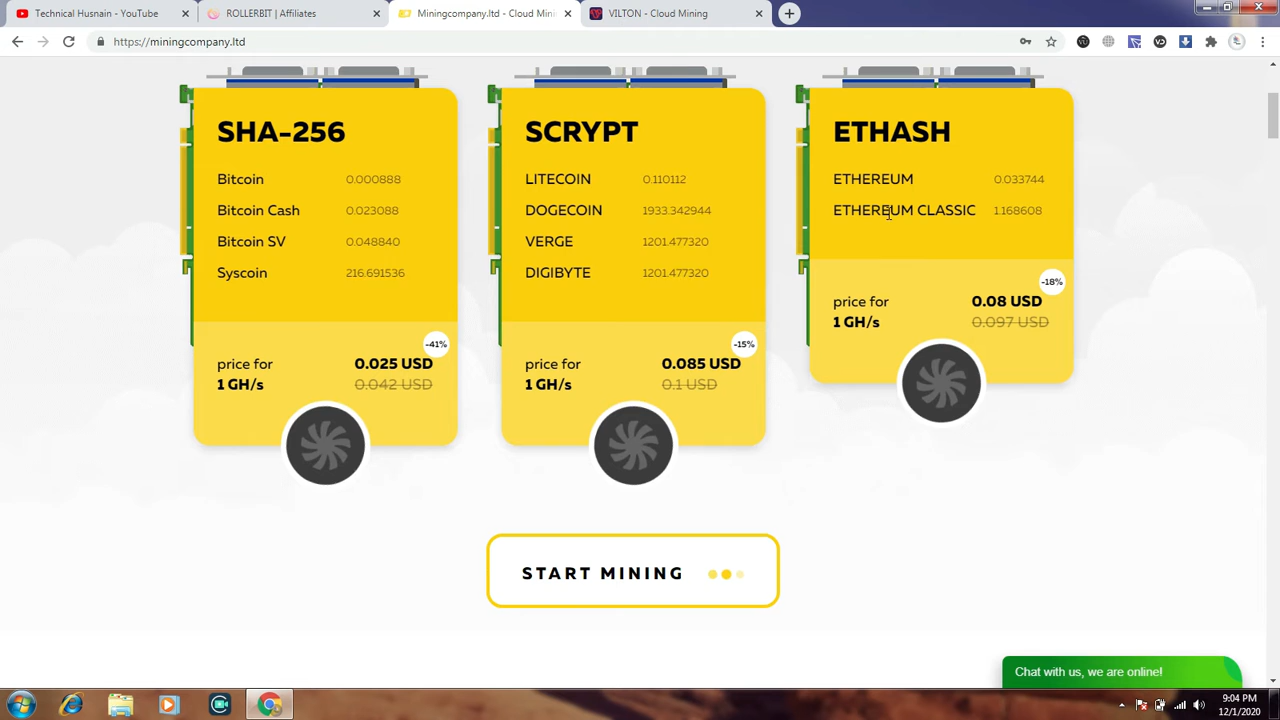 Technical Husnain - YouTube
ROLLERBIT | Affiliates
Miningcompany.ltd - Cloud Mini
VILTON - Cloud Mining
https://miningcompany.ltd
SHA-256
Bitcoin 0.000888
Bitcoin Cash 0.023088
Bitcoin SV 0.048840
Syscoin 216.691536
-41%
price for 0.025 USD
1 GH/s 0.042 USD
SCRYPT
LITECOIN 0.110112
DOGECOIN 1933.342944
VERGE 1201.477320
DIGIBYTE 1201.477320
-15%
price for 0.085 USD
1 GH/s 0.1 USD
ETHASH
ETHEREUM 0.033744
ETHEREUM CLASSIC 1.168608
-18%
price for 0.08 USD
1 GH/s 0.097 USD
START MINING
Chat with us, we are online!
9:04 PM
12/1/2020